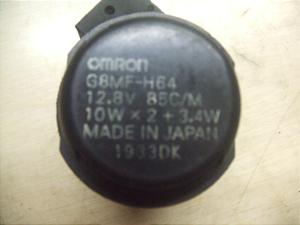 OMRON
G8MF-H64
12.8V 85C/M
10W × 2 + 3.4W
MADE IN JAPAN
1933DK